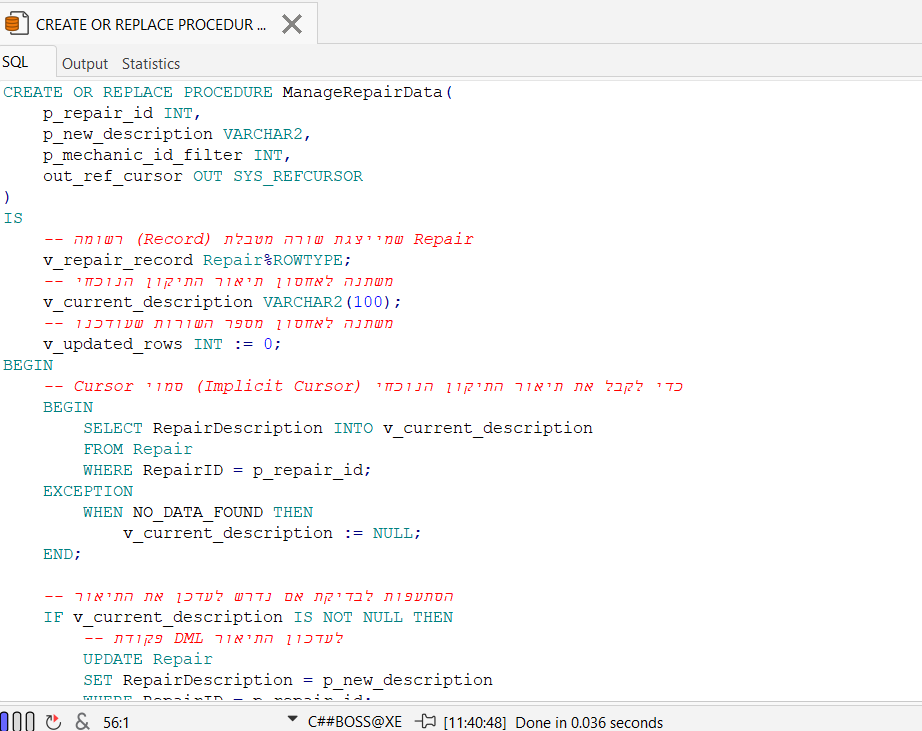 CREATE OR REPLACE PROCEDUR ...
SQL
Output Statistics
CREATE OR REPLACE PROCEDURE ManageRepairData(
p_repair_id INT,
p_new_description VARCHAR2,
p_mechanic_id_filter INT,
out_ref_cursor OUT SYS_REFCURSOR
)
IS
-- רשומה (Record) שמייצגת שורה מטבלת Repair
v_repair_record Repair%ROWTYPE;
-- משתנה לאחסון תיאור התיקון הנוכחי
v_current_description VARCHAR2(100);
-- משתנה לאחסון מספר השורות שעודכנו
v_updated_rows INT := 0;
BEGIN
-- Cursor סמוי (Implicit Cursor) כדי לקבל את תיאור התיקון הנוכחי
BEGIN
SELECT RepairDescription INTO v_current_description
FROM Repair
WHERE RepairID = p_repair_id;
EXCEPTION
WHEN NO_DATA_FOUND THEN
v_current_description := NULL;
END;
-- הסתעפות לבדיקת אם נדרש לעדכן את התיאור
IF v_current_description IS NOT NULL THEN
-- פקודת DML לעדכון התיאור
UPDATE Repair
SET RepairDescription = p_new_description
WHERE RepairID = p_repair_id;
& 56:1 C##BOSS@XE [11:40:48] Done in 0.036 seconds